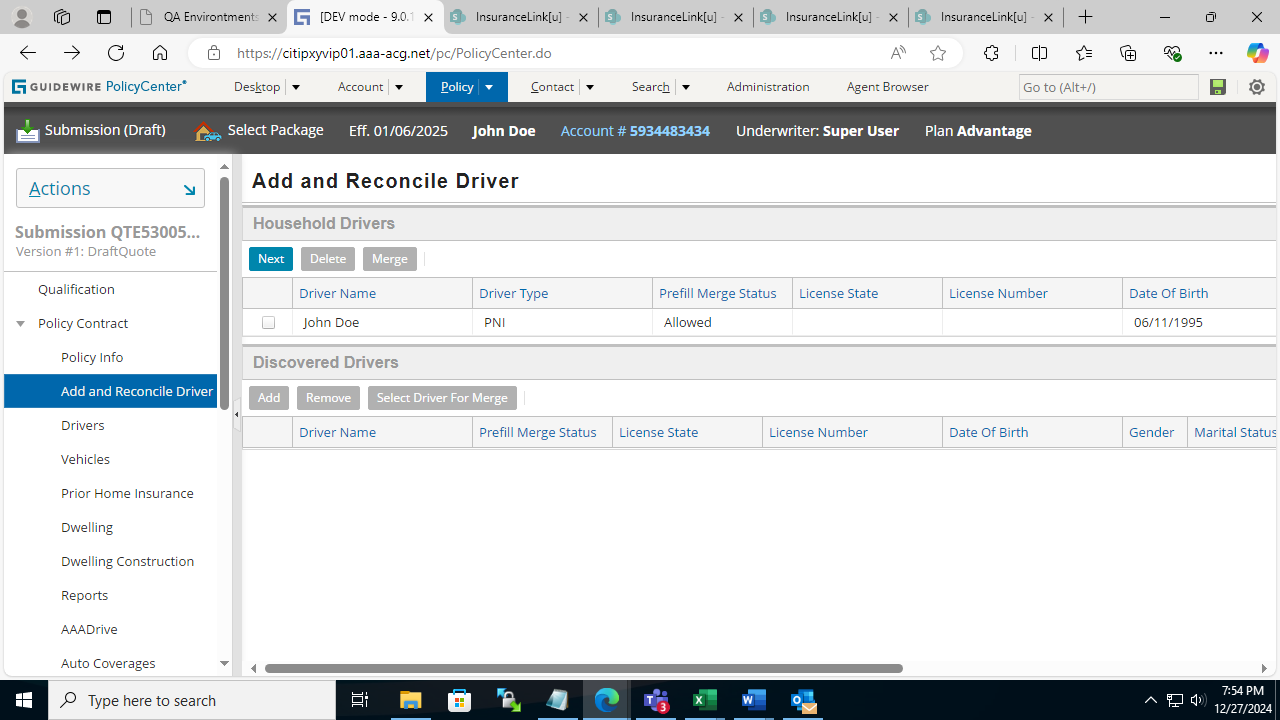 QA Environtments
[DEV mode - 9.0.1
InsuranceLink[u] -
InsuranceLink[u] -
InsuranceLink[u] -
InsuranceLink[u] -
https://citipxyvip01.aaa-acg.net/pc/PolicyCenter.do
GUIDEWIRE PolicyCenter®
Desktop
Account
Policy
Contact
Search
Administration
Agent Browser
Go to (Alt+/)
Submission (Draft)
Select Package
Eff. 01/06/2025
John Doe
Account # 5934483434
Underwriter: Super User
Plan Advantage
Actions
Submission QTE53005...
Version #1: DraftQuote
Qualification
Policy Contract
Policy Info
Add and Reconcile Driver
Drivers
Vehicles
Prior Home Insurance
Dwelling
Dwelling Construction
Reports
AAADrive
Auto Coverages
Add and Reconcile Driver
Household Drivers
Next Delete Merge
Driver Name Driver Type Prefill Merge Status License State License Number Date Of Birth
John Doe PNI Allowed 06/11/1995
Discovered Drivers
Add Remove Select Driver For Merge
Driver Name Prefill Merge Status License State License Number Date Of Birth Gender Marital Status
Type here to search
3
7:54 PM
12/27/2024